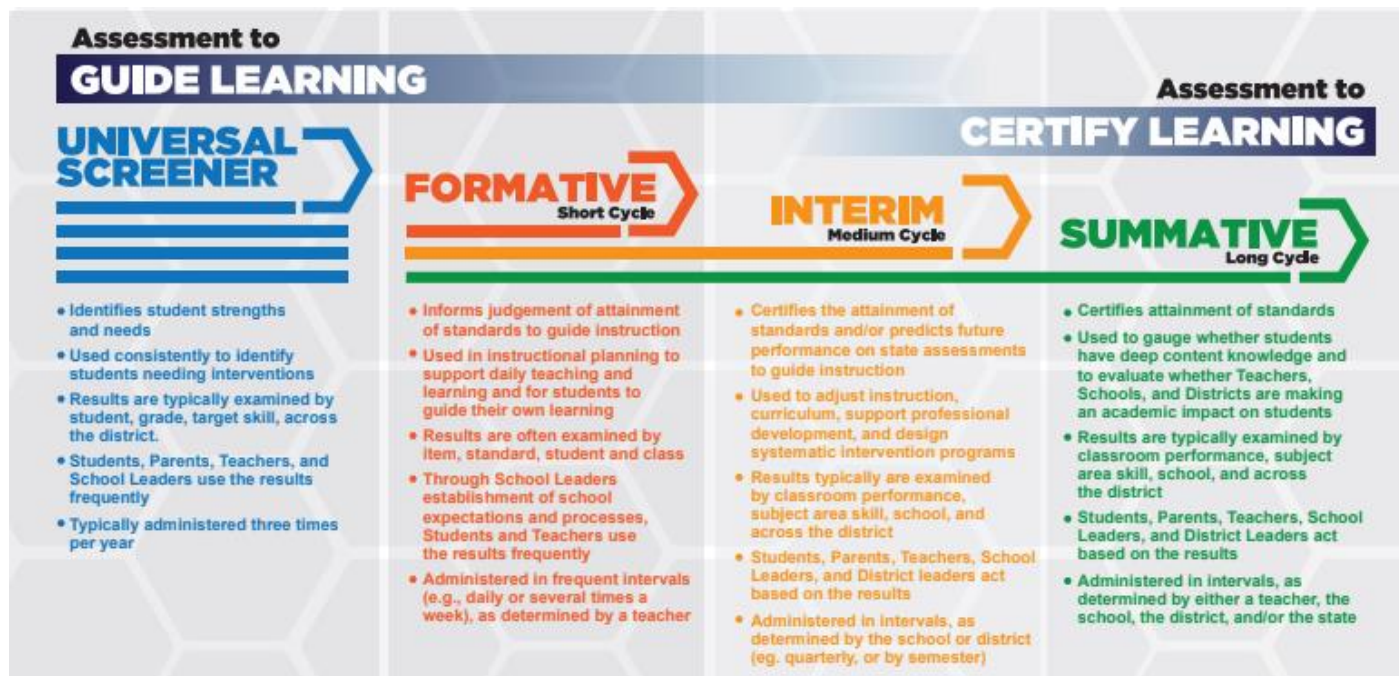 Assessment to
GUIDE LEARNING
Assessment to
CERTIFY LEARNING
UNIVERSAL
SCREENER
• Identifies student strengths
and needs
• Used consistently to identify
students needing interventions
• Results are typically examined by
student, grade, target skill, across
the district.
• Students, Parents, Teachers, and
School Leaders use the results
frequently
• Typically administered three times
per year
FORMATIVE
Short Cycle
• Informs judgement of attainment
of standards to guide instruction
• Used in instructional planning to
support daily teaching and
learning and for students to
guide their own learning
• Results are often examined by
item, standard, student and class
• Through School Leaders
establishment of school
expectations and processes,
Students and Teachers use
the results frequently
• Administered in frequent intervals
(e.g., daily or several times a
week), as determined by a teacher
INTERIM
Medium Cycle
• Certifies the attainment of
standards and/or predicts future
performance on state assessments
to guide instruction
• Used to adjust instruction,
curriculum, support professional
development, and design
systematic intervention programs
• Results typically are examined
by classroom performance,
subject area skill, school, and
across the district
• Students, Parents, Teachers, School
Leaders, and District leaders act
based on the results
• Administered in intervals, as
determined by the school or district
(eg. quarterly, or by semester)
SUMMATIVE
Long Cycle
• Certifies attainment of standards
• Used to gauge whether students
have deep content knowledge and
to evaluate whether Teachers,
Schools, and Districts are making
an academic impact on students
• Results are typically examined by
classroom performance, subject
area skill, school, and across
the district
• Students, Parents, Teachers, School
Leaders, and District Leaders act
based on the results
• Administered in intervals, as
determined by either a teacher, the
school, the district, and/or the state